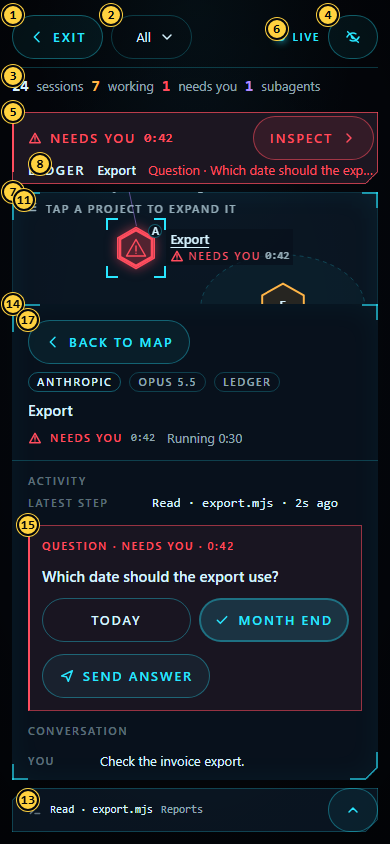 1
2
4
6
EXIT
All
LIVE
3
24 sessions 7 working 1 needs you 1 subagents
5
NEEDS YOU 0:42
INSPECT
8
Export Question · Which date should the exp...
7
11
TAP A PROJECT TO EXPAND IT
A
Export
NEEDS YOU 0:42
14
17
BACK TO MAP
ANTHROPIC OPUS 5.5 LEDGER
Export
NEEDS YOU 0:42 Running 0:30
ACTIVITY
LATEST STEP Read · export.mjs · 2s ago
15
QUESTION · NEEDS YOU · 0:42
Which date should the export use?
TODAY
MONTH END
SEND ANSWER
CONVERSATION
YOU Check the invoice export.
13
Read · export.mjs Reports